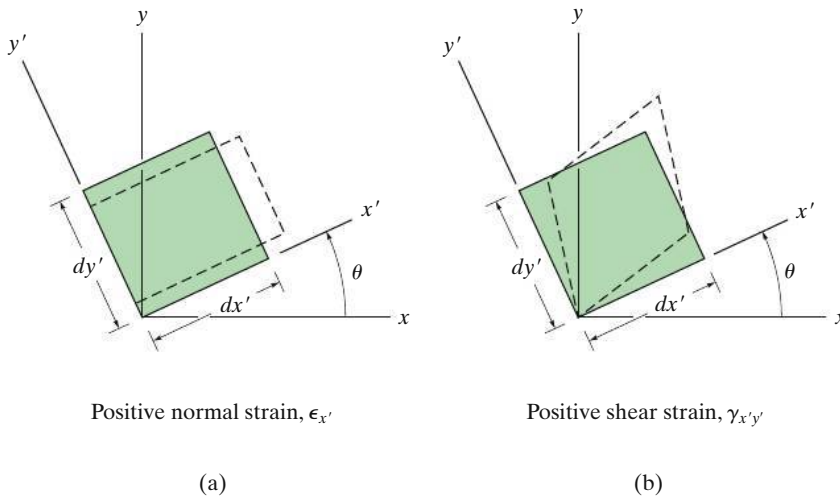 y
y
y′
y′
x′
x′
dy′
θ
dy′
θ
dx′
x
dx′
x
Positive normal strain, ϵx′
Positive shear strain, γx′y′
(a)
(b)